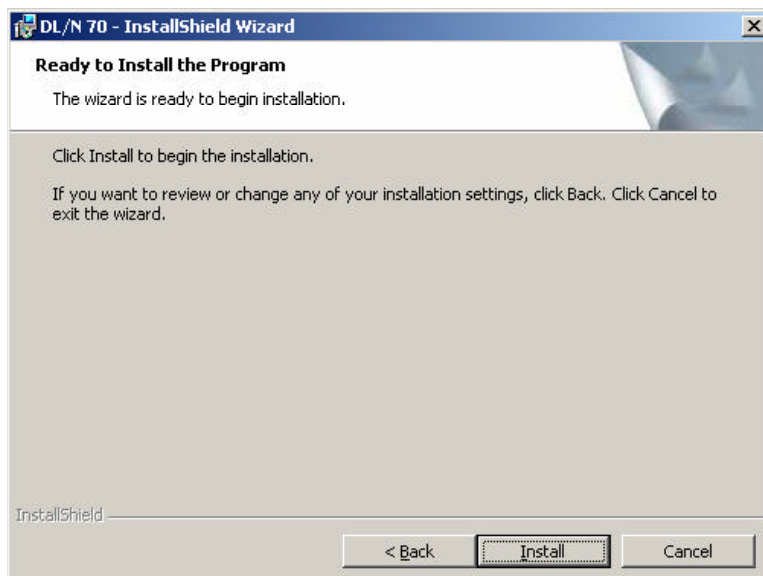 DL/N 70 - InstallShield Wizard
Ready to Install the Program
The wizard is ready to begin installation.
Click Install to begin the installation.
If you want to review or change any of your installation settings, click Back. Click Cancel to
exit the wizard.
InstallShield
< Back Install Cancel